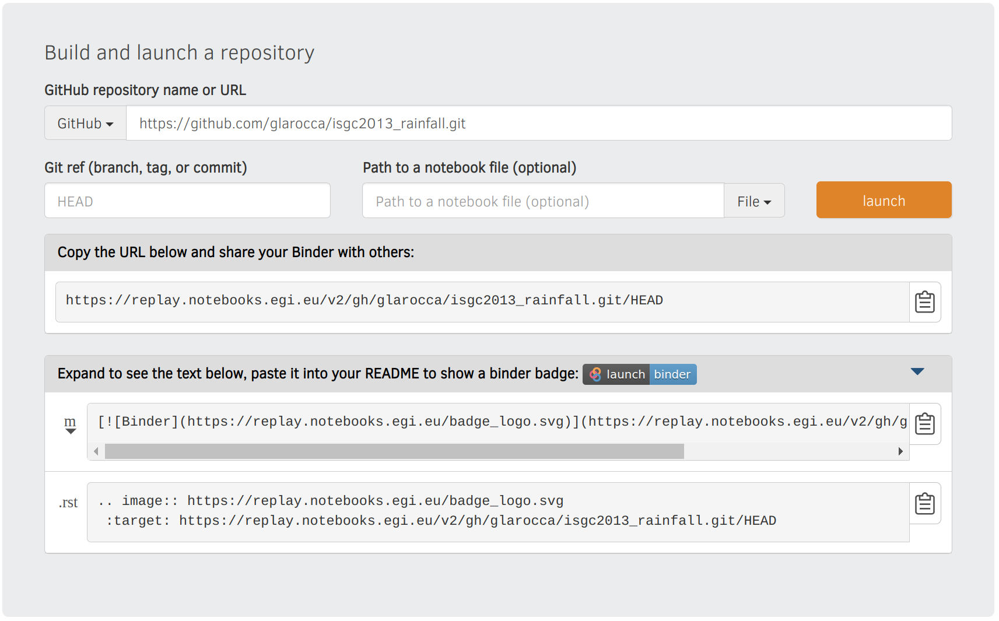 Build and launch a repository
GitHub repository name or URL
GitHub https://github.com/glarocca/isgc2013_rainfall.git
Git ref (branch, tag, or commit) Path to a notebook file (optional)
HEAD Path to a notebook file (optional) File launch
Copy the URL below and share your Binder with others:
https://replay.notebooks.egi.eu/v2/gh/glarocca/isgc2013_rainfall.git/HEAD
Expand to see the text below, paste it into your README to show a binder badge: launch binder
m [![Binder](https://replay.notebooks.egi.eu/badge_logo.svg)](https://replay.notebooks.egi.eu/v2/gh/g
.rst .. image:: https://replay.notebooks.egi.eu/badge_logo.svg
:target: https://replay.notebooks.egi.eu/v2/gh/glarocca/isgc2013_rainfall.git/HEAD